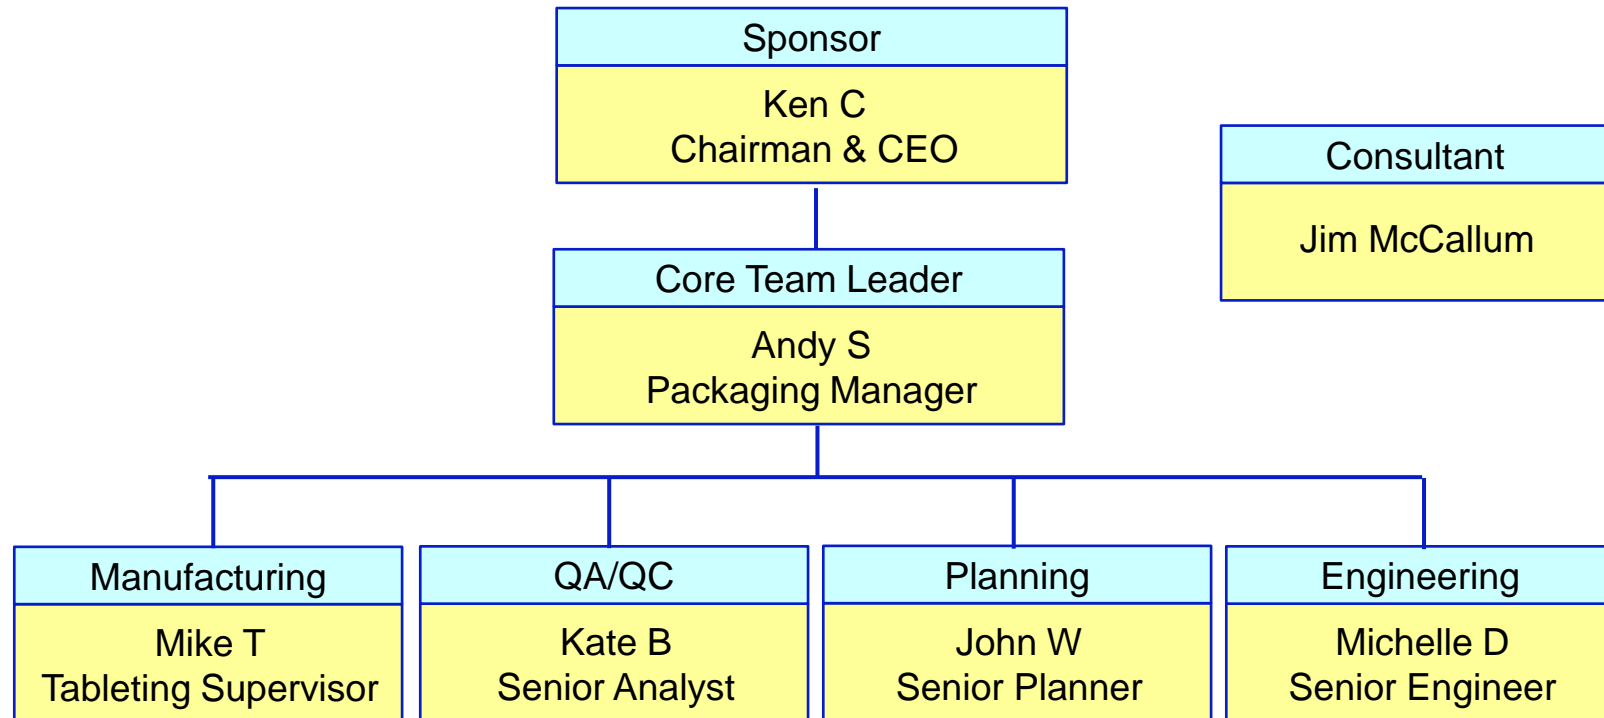 Sponsor
Ken C
Chairman & CEO
Consultant
Jim McCallum
Core Team Leader
Andy S
Packaging Manager
Manufacturing
Mike T
Tableting Supervisor
QA/QC
Kate B
Senior Analyst
Planning
John W
Senior Planner
Engineering
Michelle D
Senior Engineer